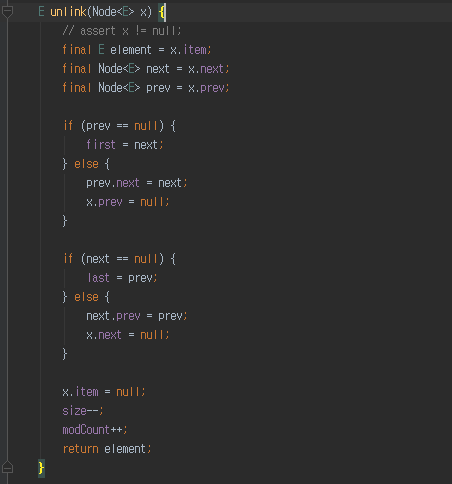 E unlink(Node<E> x) {
// assert x != null;
final E element = x.item;
final Node<E> next = x.next;
final Node<E> prev = x.prev;
if (prev == null) {
first = next;
} else {
prev.next = next;
x.prev = null;
}
if (next == null) {
last = prev;
} else {
next.prev = prev;
x.next = null;
}
x.item = null;
size--;
modCount++;
return element;
}